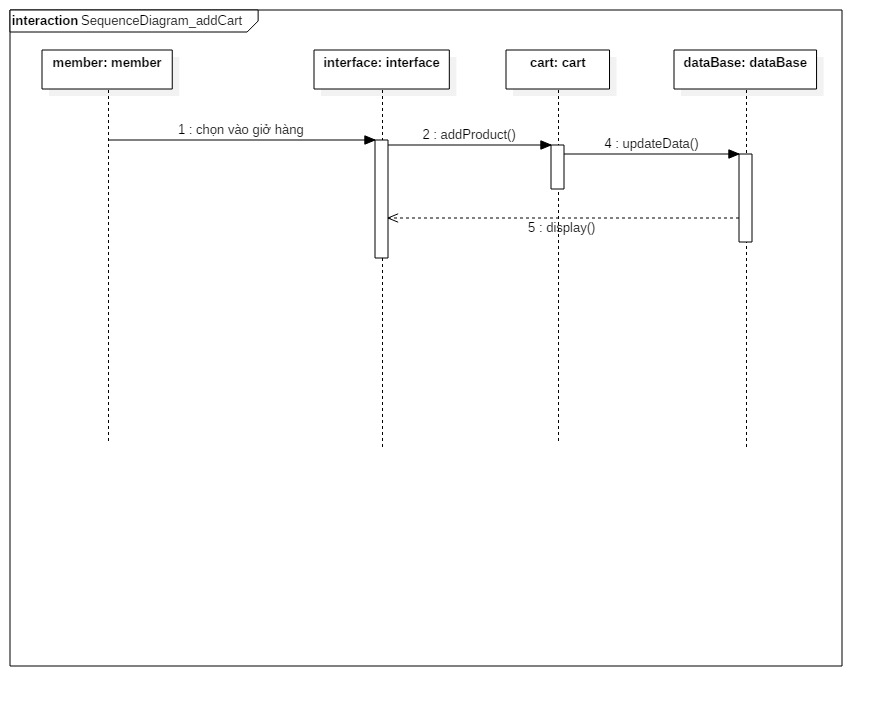 interaction SequenceDiagram_addCart
member: member
interface: interface
cart: cart
dataBase: dataBase
1 : chọn vào giở hàng
2 : addProduct()
4 : updateData()
5 : display()